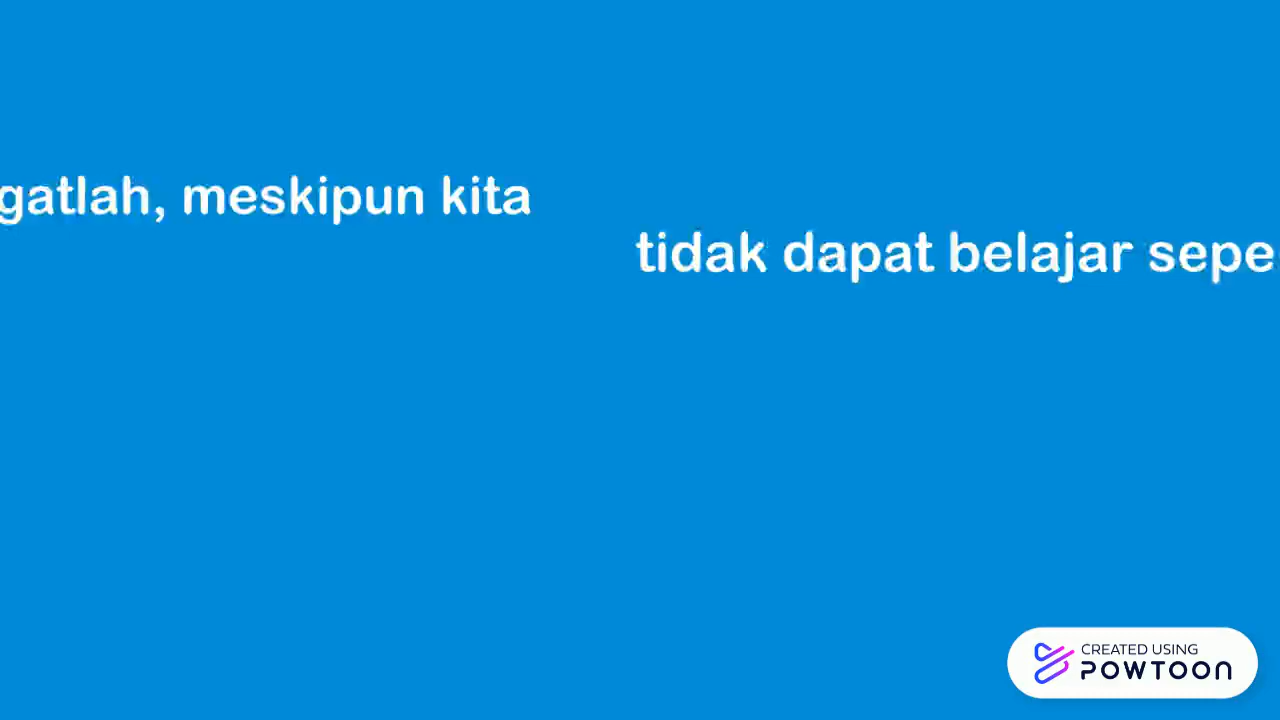 gatlah, meskipun kita
tidak dapat belajar sepe
CREATED USING
POWTOON